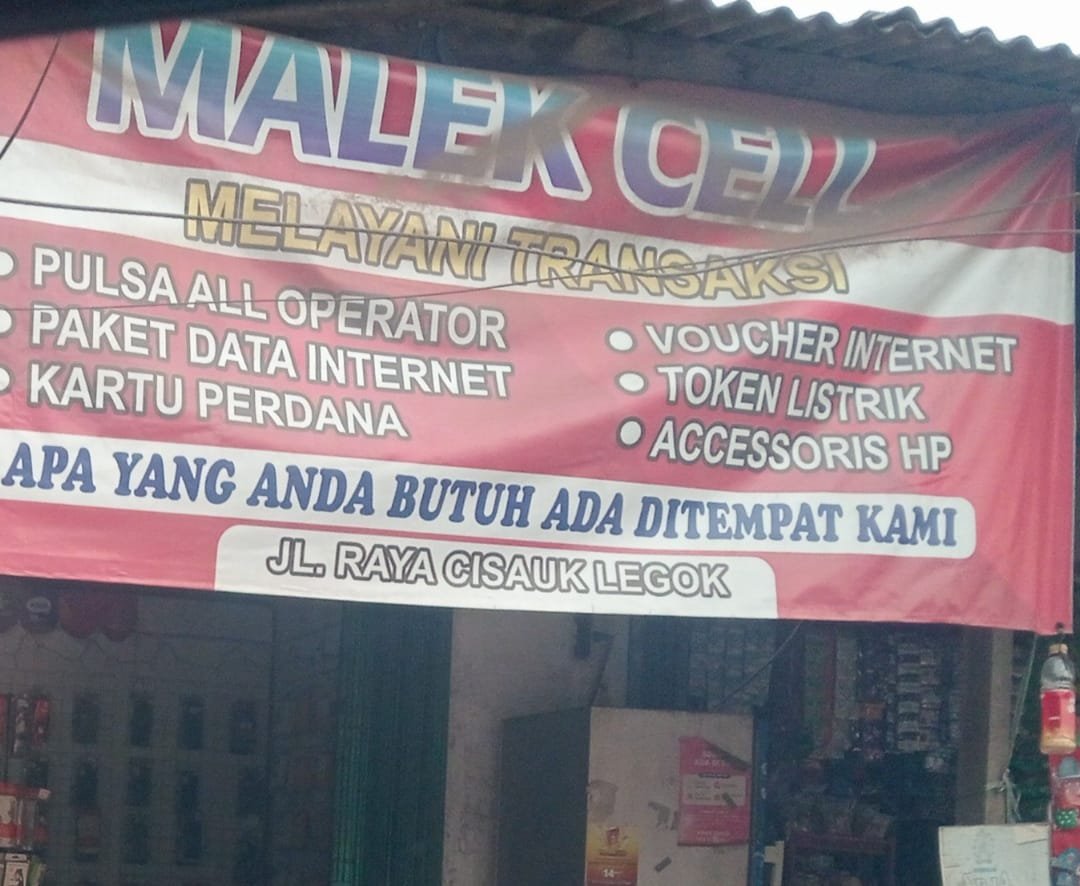 MALEK CELL
MELAYANI TRANSAKSI
• PULSA ALL OPERATOR
• PAKET DATA INTERNET
• KARTU PERDANA
• VOUCHER INTERNET
• TOKEN LISTRIK
• ACCESSORIS HP
APA YANG ANDA BUTUH ADA DITEMPAT KAMI
JL. RAYA CISAUK LEGOK